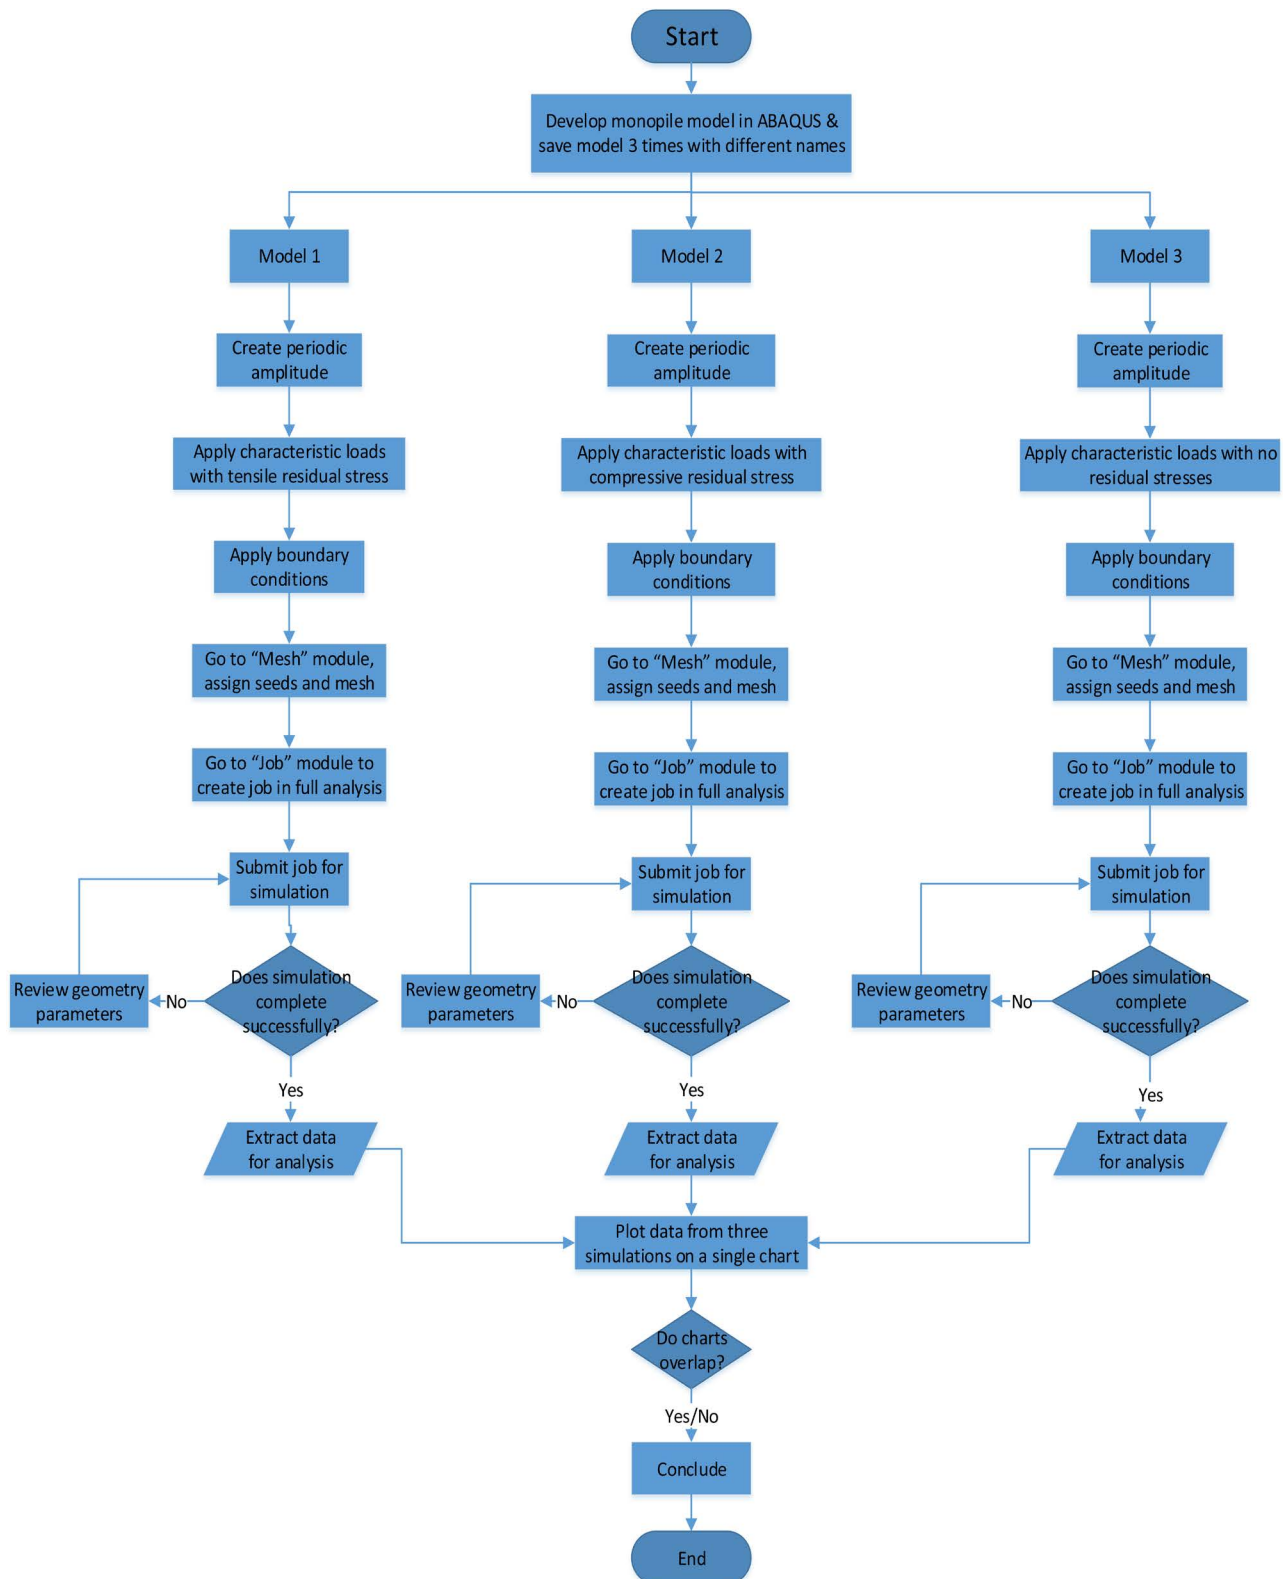 Start
Develop monopile model in ABAQUS &
save model 3 times with different names
Model 1
Model 2
Model 3
Create periodic
amplitude
Create periodic
amplitude
Create periodic
amplitude
Apply characteristic loads
with tensile residual stress
Apply characteristic loads with
compressive residual stress
Apply characteristic loads with no
residual stresses
Apply boundary
conditions
Apply boundary
conditions
Apply boundary
conditions
Go to “Mesh” module,
assign seeds and mesh
Go to “Mesh” module,
assign seeds and mesh
Go to “Mesh” module,
assign seeds and mesh
Go to “Job” module to
create job in full analysis
Go to “Job” module to
create job in full analysis
Go to “Job” module to
create job in full analysis
Submit job for
simulation
Submit job for
simulation
Submit job for
simulation
Review geometry
parameters
No
Does simulation
complete
successfully?
Review geometry
parameters
No
Does simulation
complete
successfully?
Review geometry
parameters
No
Does simulation
complete
successfully?
Yes
Yes
Yes
Extract data
for analysis
Extract data
for analysis
Extract data
for analysis
Plot data from three
simulations on a single chart
Do charts
overlap?
Yes/No
Conclude
End